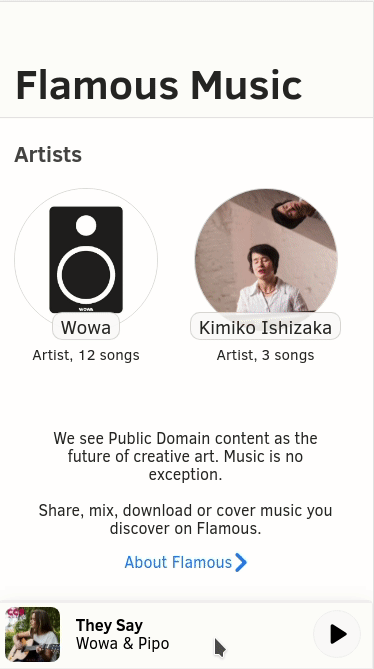 Flamous Music
Artists
WOWA
Wowa
Kimiko Ishizaka
Artist, 12 songs
Artist, 3 songs
We see Public Domain content as the
future of creative art. Music is no
exception.
Share, mix, download or cover music you
discover on Flamous.
About Flamous
They Say
Wowa & Pipo